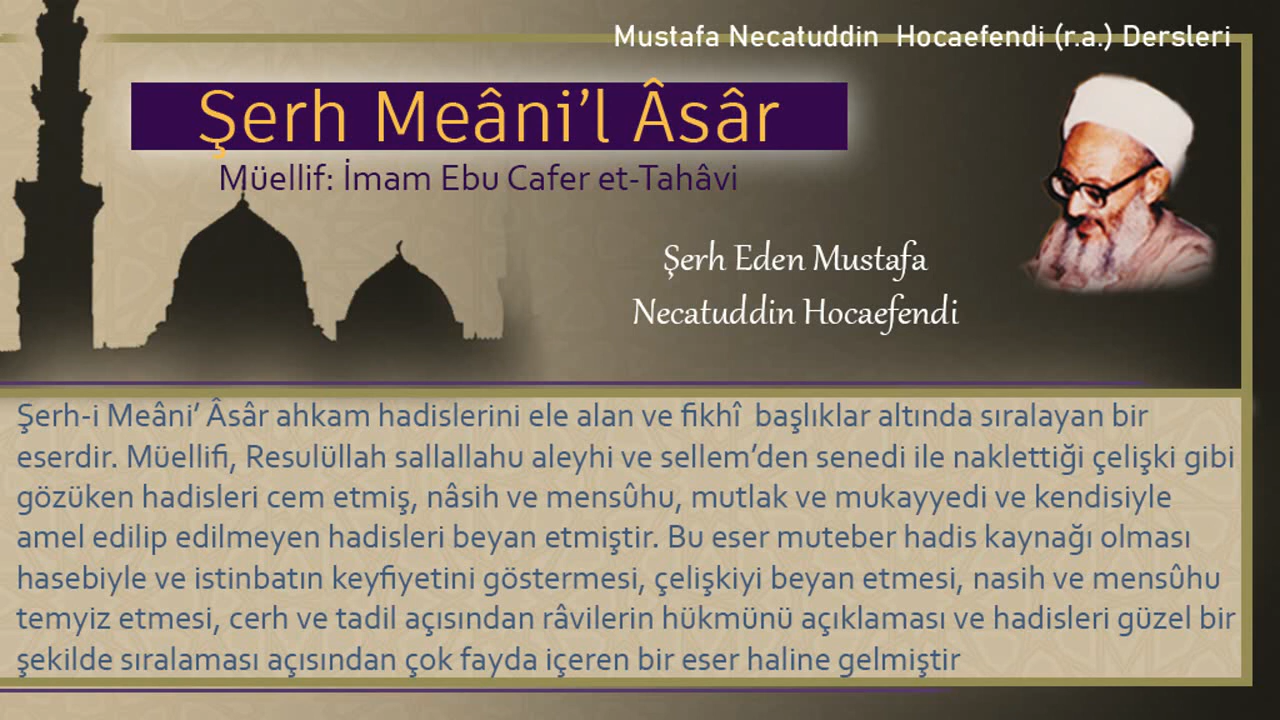 Mustafa Necatuddin Hocaefendi (r.a.) Dersleri
Şerh Meâni’l Âsâr
Müellif: İmam Ebu Cafer et-Tahâvi
Şerh Eden Mustafa
Necatuddin Hocaefendi
Şerh-i Meâni’ Âsâr ahkam hadislerini ele alan ve fikhî başlıklar altında sıralayan bir
eserdir. Müellifi, Resulüllah sallallahu aleyhi ve sellem’den senedi ile naklettiği çelişki gibi
gözüken hadisleri cem etmiş, nâsih ve mensûhu, mutlak ve mukayyedi ve kendisiyle
amel edilip edilmeyen hadisleri beyan etmiştir. Bu eser muteber hadis kaynağı olması
hasebiyle ve istinbatın keyfiyetini göstermesi, çelişkiyi beyan etmesi, nasih ve mensûhu
temyiz etmesi, cerh ve tadil açısından râvilerin hükmünü açıklaması ve hadisleri güzel bir
şekilde sıralaması açısından çok fayda içeren bir eser haline gelmiştir